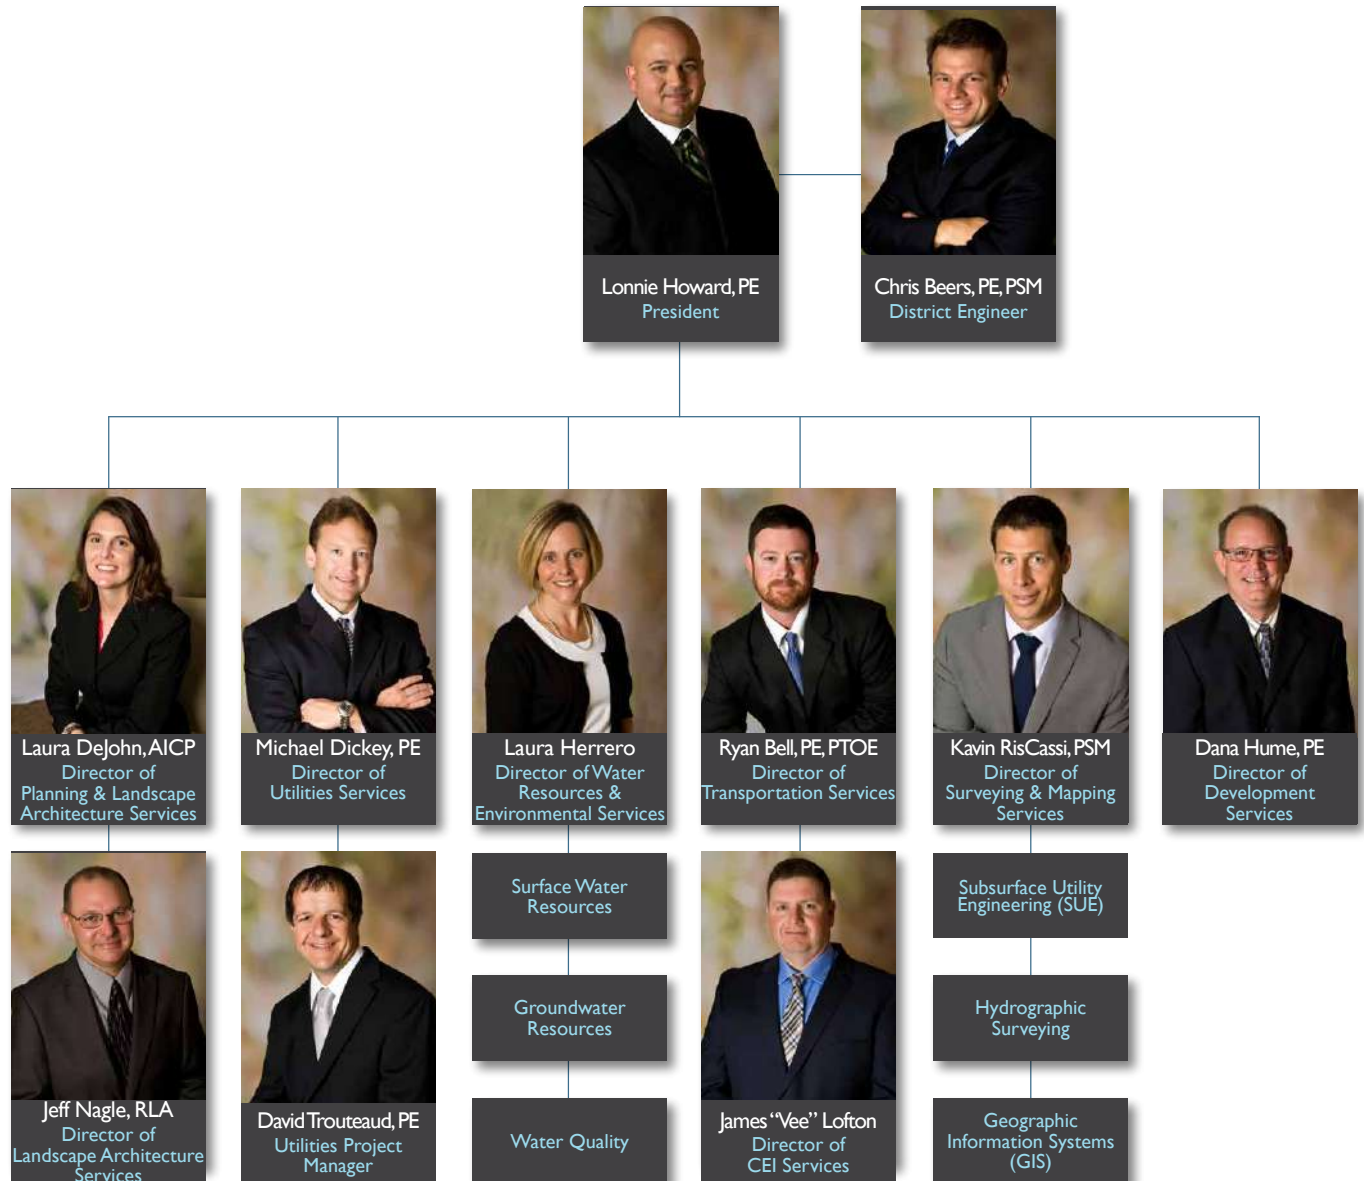 Lonnie Howard, PE
President
Chris Beers, PE, PSM
District Engineer
Laura DeJohn, AICP
Director of
Planning & Landscape
Architecture Services
Michael Dickey, PE
Director of
Utilities Services
Laura Herrero
Director of Water
Resources &
Environmental Services
Ryan Bell, PE, PTOE
Director of
Transportation Services
Kavin RisCassi, PSM
Director of
Surveying & Mapping
Services
Dana Hume, PE
Director of
Development
Services
Jeff Nagle, RLA
Director of
Landscape Architecture
Services
David Trouteaud, PE
Utilities Project
Manager
Surface Water
Resources
Groundwater
Resources
Water Quality
James “Vee” Lofton
Director of
CEI Services
Subsurface Utility
Engineering (SUE)
Hydrographic
Surveying
Geographic
Information Systems
(GIS)